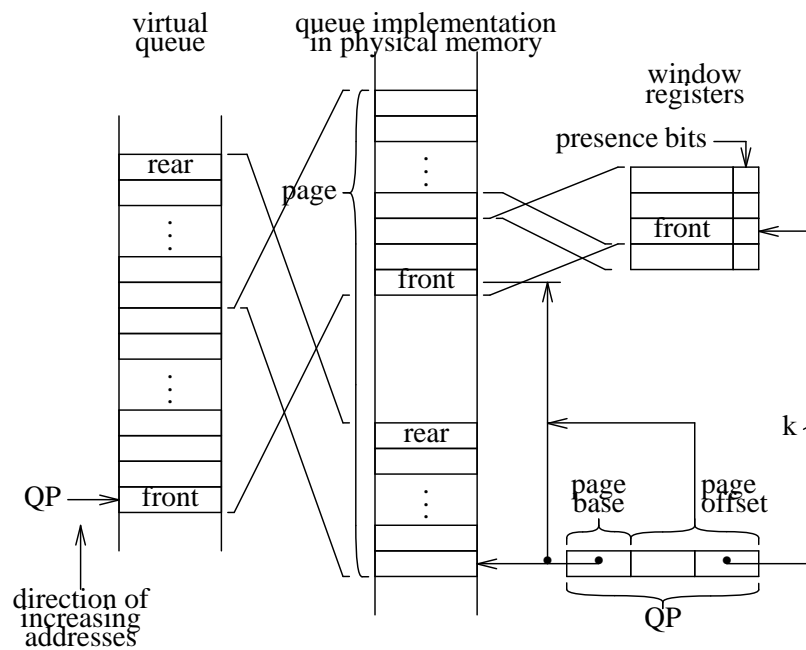 virtual
queue
queue implementation
in physical memory
window
registers
presence bits
rear
page
front
front
rear
k
QP
front
page
base
page
offset
direction of
increasing
addresses
QP